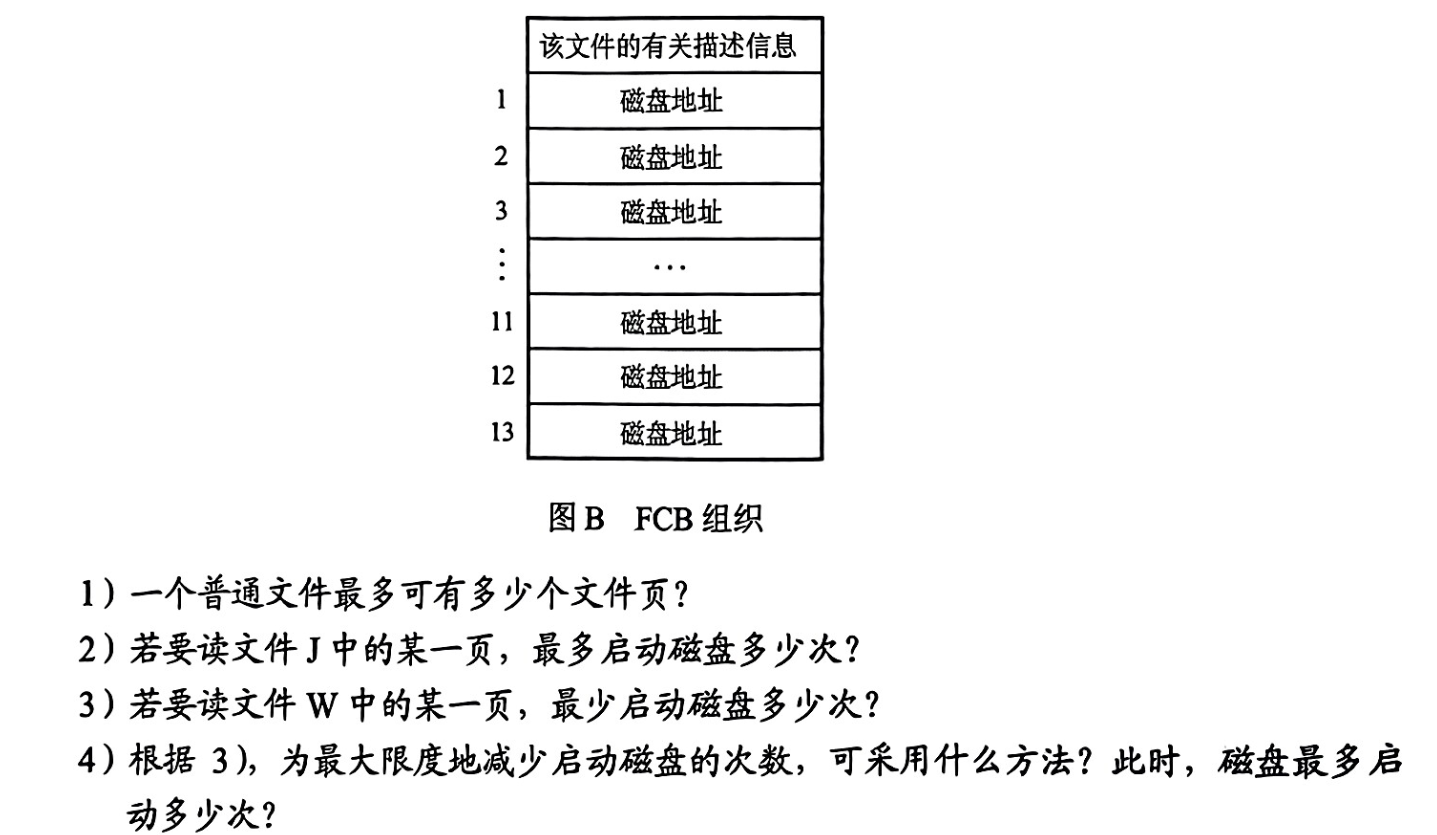 该文件的有关描述信息
1 磁盘地址
2 磁盘地址
3 磁盘地址
⋮ …
11 磁盘地址
12 磁盘地址
13 磁盘地址
图B FCB 组织
1）一个普通文件最多可有多少个文件页？
2）若要读文件 J 中的某一页，最多启动磁盘多少次？
3）若要读文件 W 中的某一页，最少启动磁盘多少次？
4）根据 3），为最大限度地减少启动磁盘的次数，可采用什么方法？此时，磁盘最多启
动多少次？